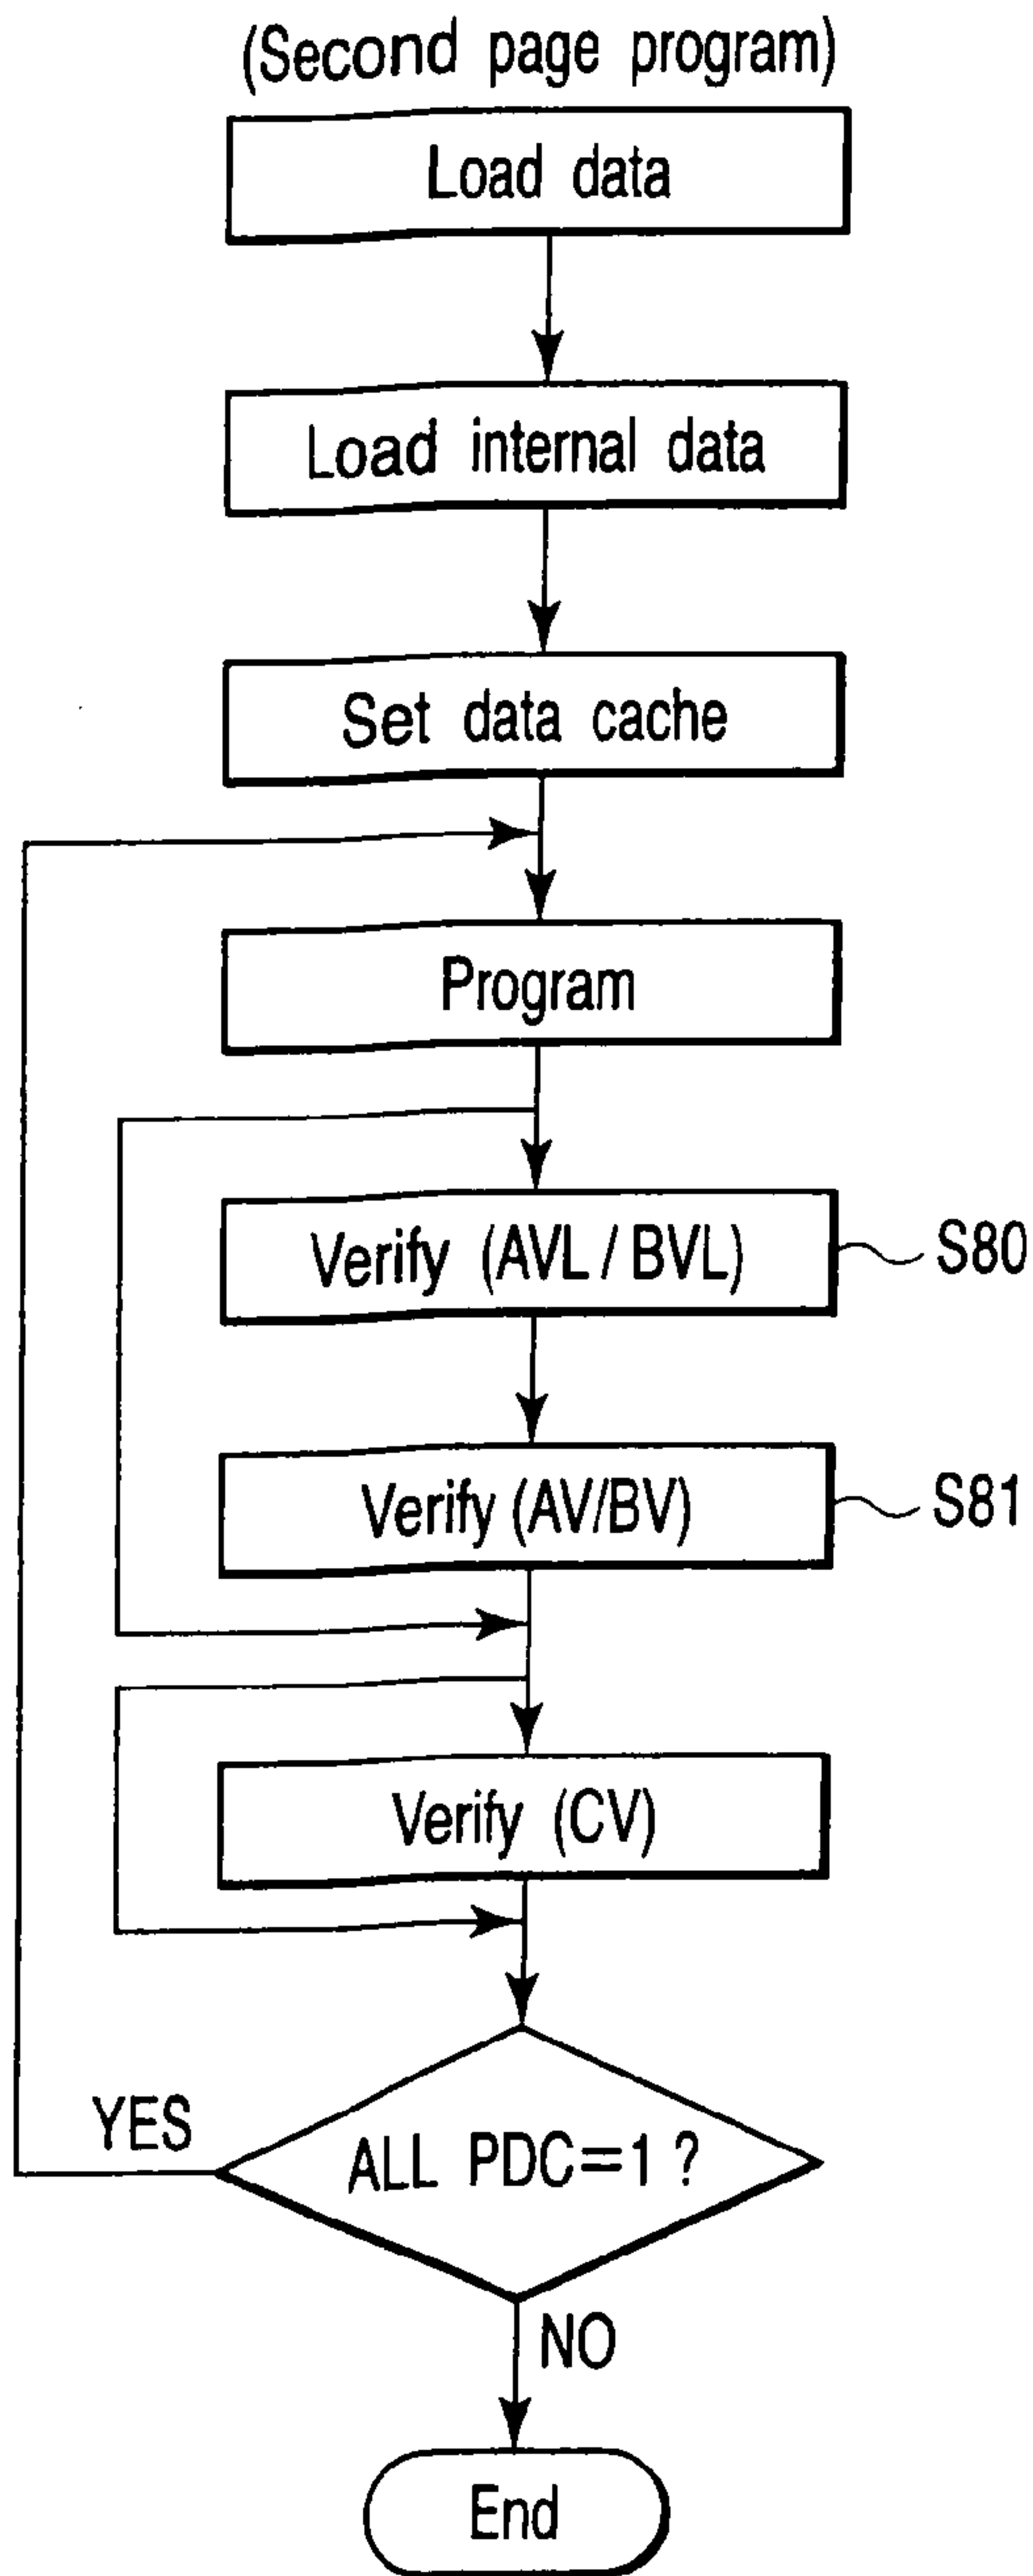 (Second page program)
Load data
Load internal data
Set data cache
Program
Verify (AVL / BVL)
S80
Verify (AV/BV)
S81
Verify (CV)
YES
ALL PDC=1 ?
NO
End